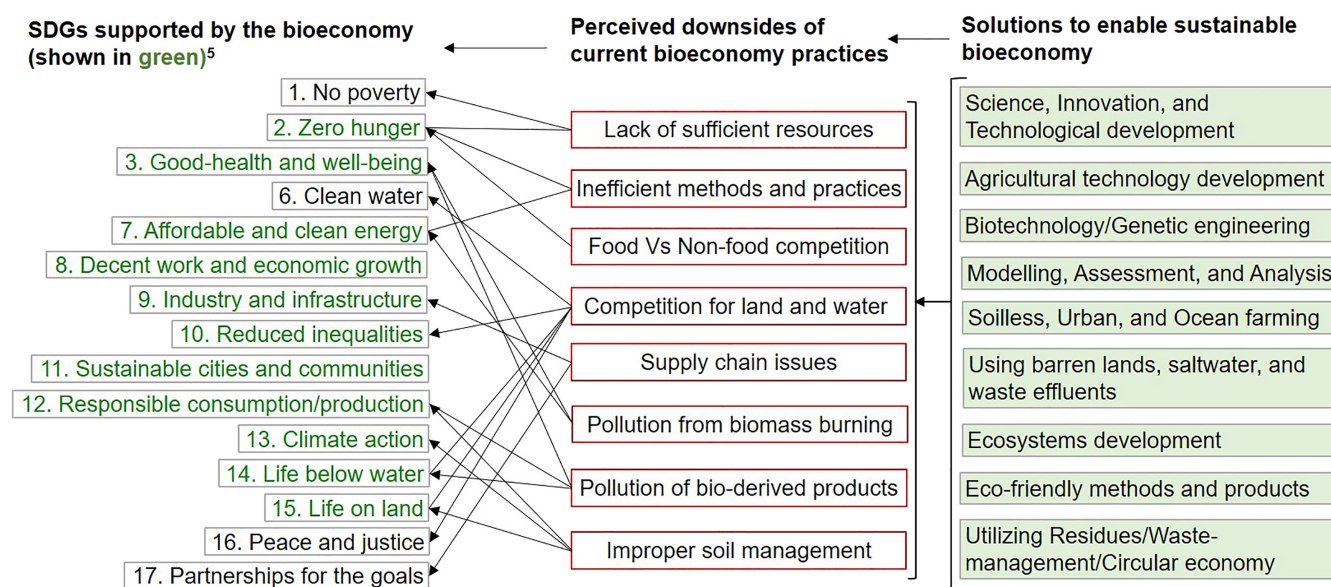 SDGs supported by the bioeconomy
(shown in green)⁵
1. No poverty
2. Zero hunger
3. Good-health and well-being
6. Clean water
7. Affordable and clean energy
8. Decent work and economic growth
9. Industry and infrastructure
10. Reduced inequalities
11. Sustainable cities and communities
12. Responsible consumption/production
13. Climate action
14. Life below water
15. Life on land
16. Peace and justice
17. Partnerships for the goals
Perceived downsides of
current bioeconomy practices
Lack of sufficient resources
Inefficient methods and practices
Food Vs Non-food competition
Competition for land and water
Supply chain issues
Pollution from biomass burning
Pollution of bio-derived products
Improper soil management
Solutions to enable sustainable
bioeconomy
Science, Innovation, and
Technological development
Agricultural technology development
Biotechnology/Genetic engineering
Modelling, Assessment, and Analysis
Soilless, Urban, and Ocean farming
Using barren lands, saltwater, and
waste effluents
Ecosystems development
Eco-friendly methods and products
Utilizing Residues/Waste-
management/Circular economy